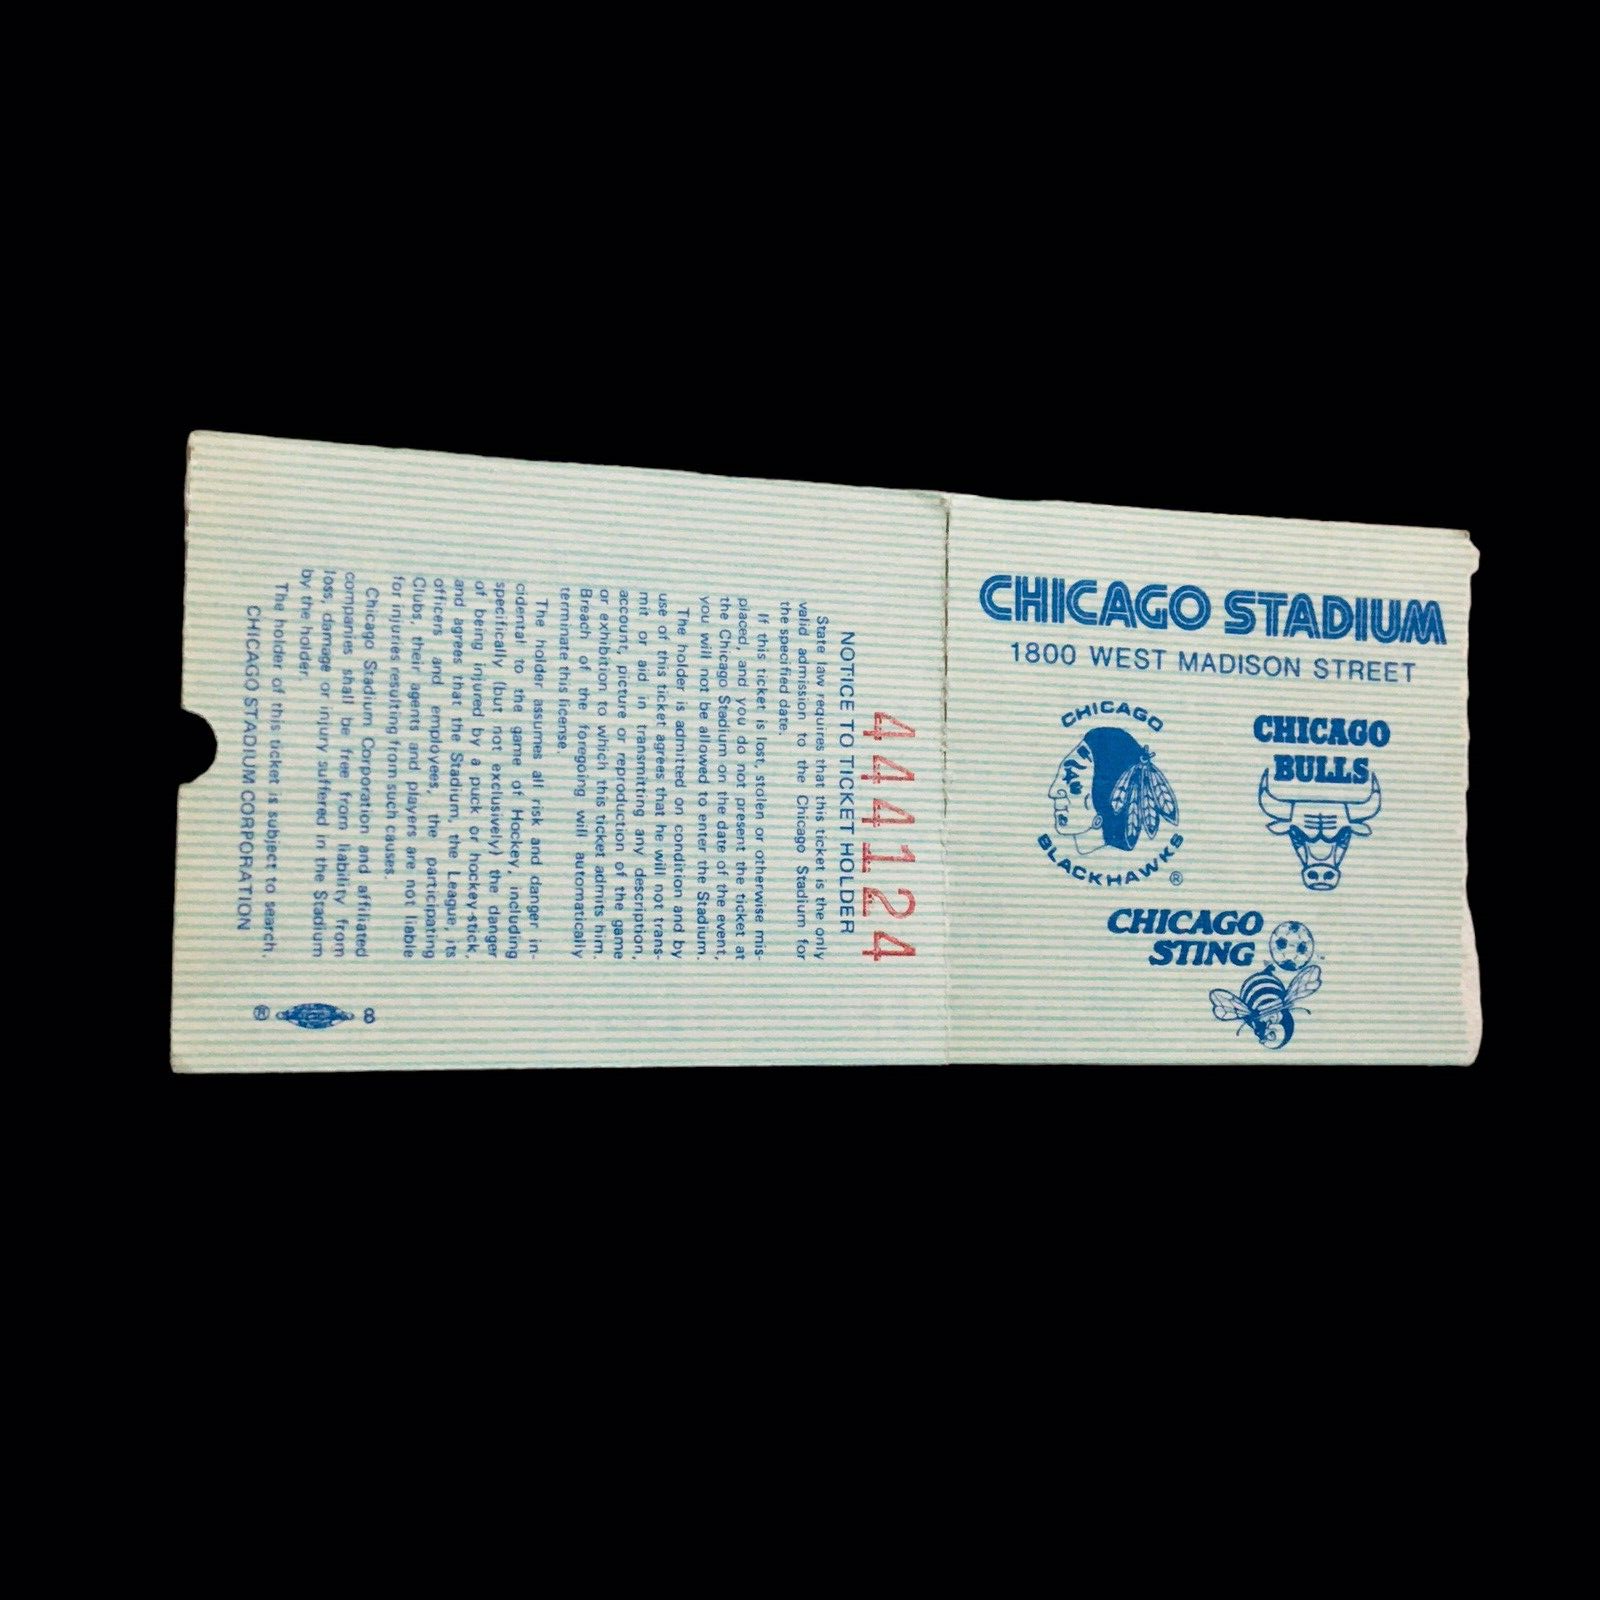 CHICAGO STADIUM
1800 WEST MADISON STREET
CHICAGO
BLACKHAWKS ®
CHICAGO
BULLS
CHICAGO
STING
444124
NOTICE TO TICKET HOLDER
State law requires that this ticket is the only
valid admission to the Chicago Stadium for
the specified date.
If this ticket is lost, stolen or otherwise mis-
placed, and you do not present the ticket at
the Chicago Stadium on the date of the event,
you will not be allowed to enter the Stadium.
The holder is admitted on condition and by
use of this ticket agrees that he will not trans-
mit or aid in transmitting any description,
account, picture or reproduction of the game
or exhibition to which this ticket admits him.
Breach of the foregoing will automatically
terminate this license.
The holder assumes all risk and danger in-
cidental to the game of Hockey, including
specifically (but not exclusively) the danger
of being injured by a puck or hockey-stick,
and agrees that the Stadium, the League, its
officers and employees, the participating
Clubs, their agents and players are not liable
for injuries resulting from such causes.
Chicago Stadium Corporation and affiliated
companies shall be free from liability from
loss, damage or injury suffered in the Stadium
by the holder.
The holder of this ticket is subject to search.
CHICAGO STADIUM CORPORATION
8
®